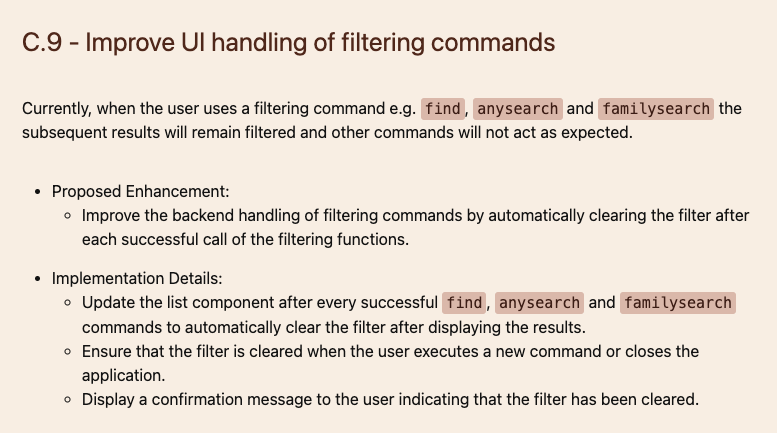 C.9 - Improve UI handling of filtering commands
Currently, when the user uses a filtering command e.g. find, anysearch and familysearch the
subsequent results will remain filtered and other commands will not act as expected.
• Proposed Enhancement:
◦ Improve the backend handling of filtering commands by automatically clearing the filter after
each successful call of the filtering functions.
• Implementation Details:
◦ Update the list component after every successful find, anysearch and familysearch
commands to automatically clear the filter after displaying the results.
◦ Ensure that the filter is cleared when the user executes a new command or closes the
application.
◦ Display a confirmation message to the user indicating that the filter has been cleared.